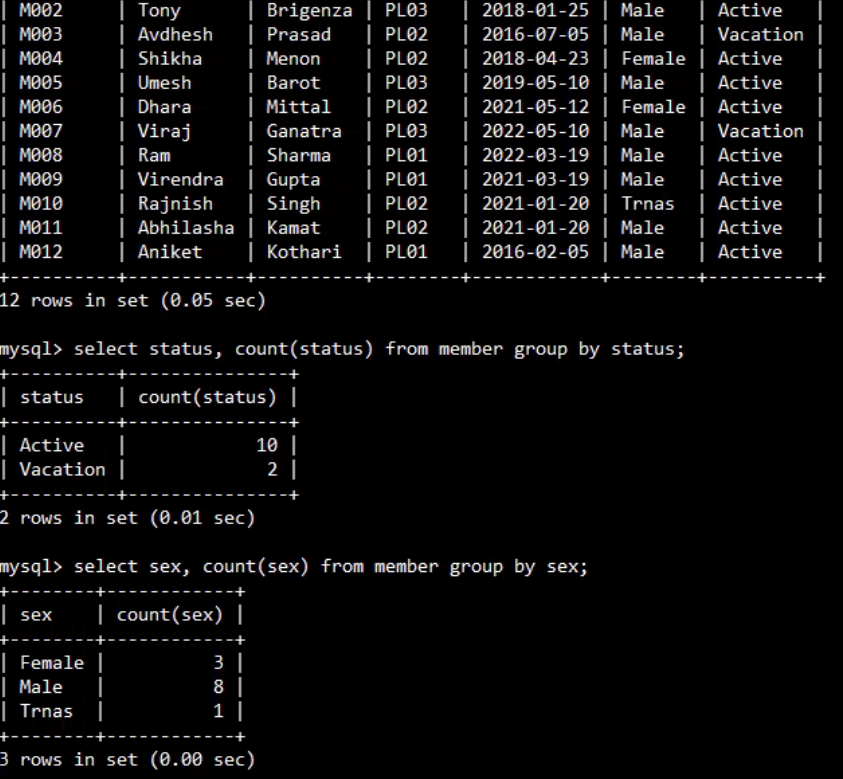 | M002     | Tony      | Brigenza | PL03   | 2018-01-25 | Male   | Active   |
| M003     | Avdhesh   | Prasad   | PL02   | 2016-07-05 | Male   | Vacation |
| M004     | Shikha    | Menon    | PL02   | 2018-04-23 | Female | Active   |
| M005     | Umesh     | Barot    | PL03   | 2019-05-10 | Male   | Active   |
| M006     | Dhara     | Mittal   | PL02   | 2021-05-12 | Female | Active   |
| M007     | Viraj     | Ganatra  | PL03   | 2022-05-10 | Male   | Vacation |
| M008     | Ram       | Sharma   | PL01   | 2022-03-19 | Male   | Active   |
| M009     | Virendra  | Gupta    | PL01   | 2021-03-19 | Male   | Active   |
| M010     | Rajnish   | Singh    | PL02   | 2021-01-20 | Trnas  | Active   |
| M011     | Abhilasha | Kamat    | PL02   | 2021-01-20 | Male   | Active   |
| M012     | Aniket    | Kothari  | PL01   | 2016-02-05 | Male   | Active   |
+----------+-----------+----------+--------+------------+--------+----------+
12 rows in set (0.05 sec)
mysql> select status, count(status) from member group by status;
+----------+---------------+
| status   | count(status) |
+----------+---------------+
| Active   |            10 |
| Vacation |             2 |
+----------+---------------+
2 rows in set (0.01 sec)
mysql> select sex, count(sex) from member group by sex;
+--------+------------+
| sex    | count(sex) |
+--------+------------+
| Female |          3 |
| Male   |          8 |
| Trnas  |          1 |
+--------+------------+
3 rows in set (0.00 sec)